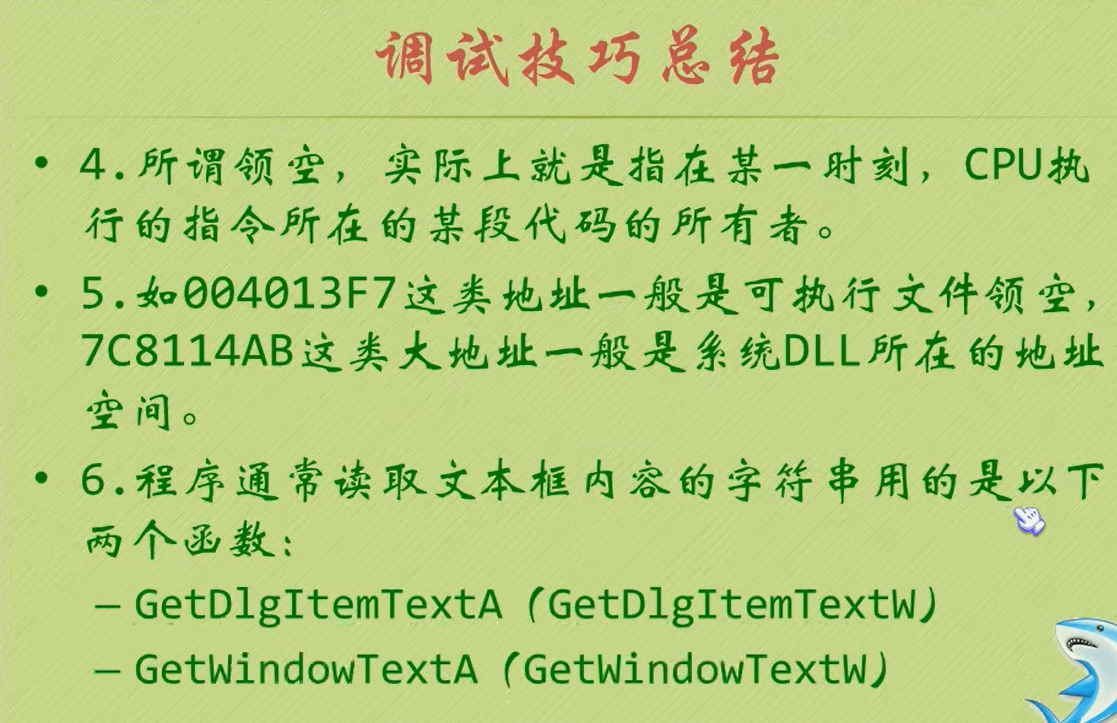 调试技巧总结
• 4.所谓领空，实际上就是指在某一时刻，CPU执
行的指令所在的某段代码的所有者。
• 5.如004013F7这类地址一般是可执行文件领空，
7C8114AB这类大地址一般是系统DLL所在的地址
空间。
• 6.程序通常读取文本框内容的字符串用的是以下
两个函数：
– GetDlgItemTextA（GetDlgItemTextW）
– GetWindowTextA（GetWindowTextW）